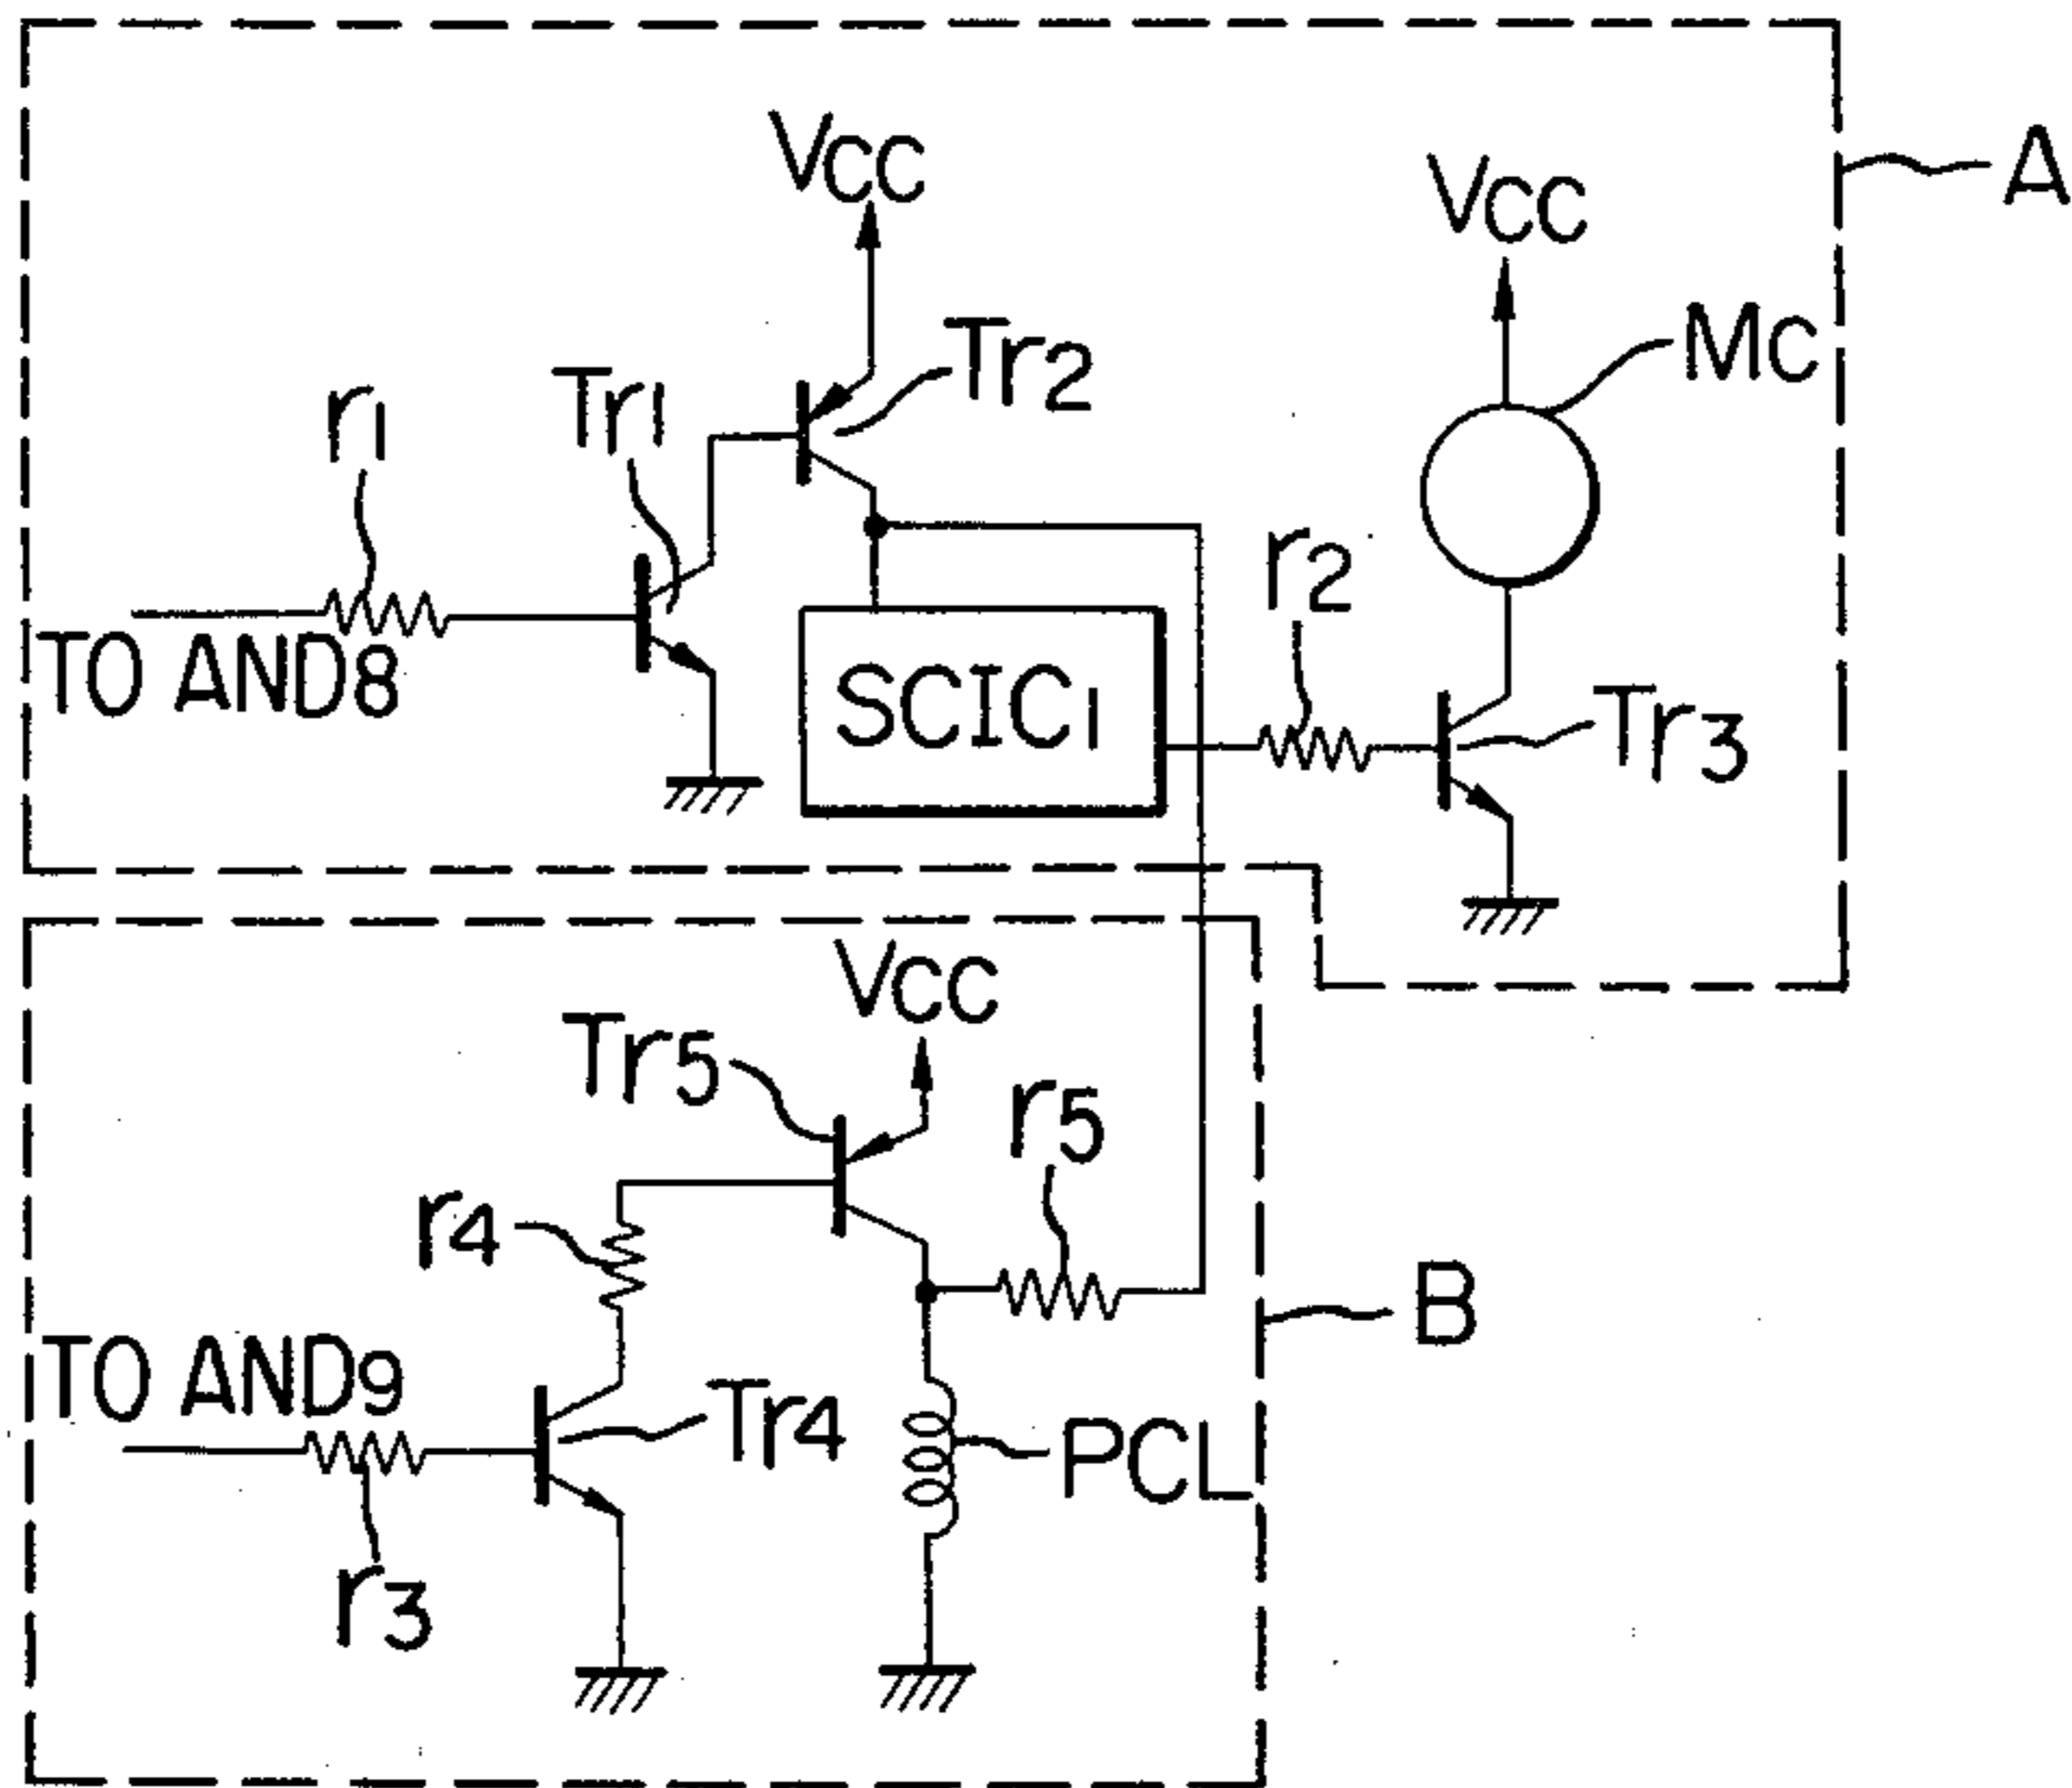 Vcc
Vcc
A
Mc
Tr2
Tr1
r1
r2
TO AND8
SCIC1
Tr3
Vcc
Tr5
r5
r4
B
TO AND9
Tr4
PCL
r3